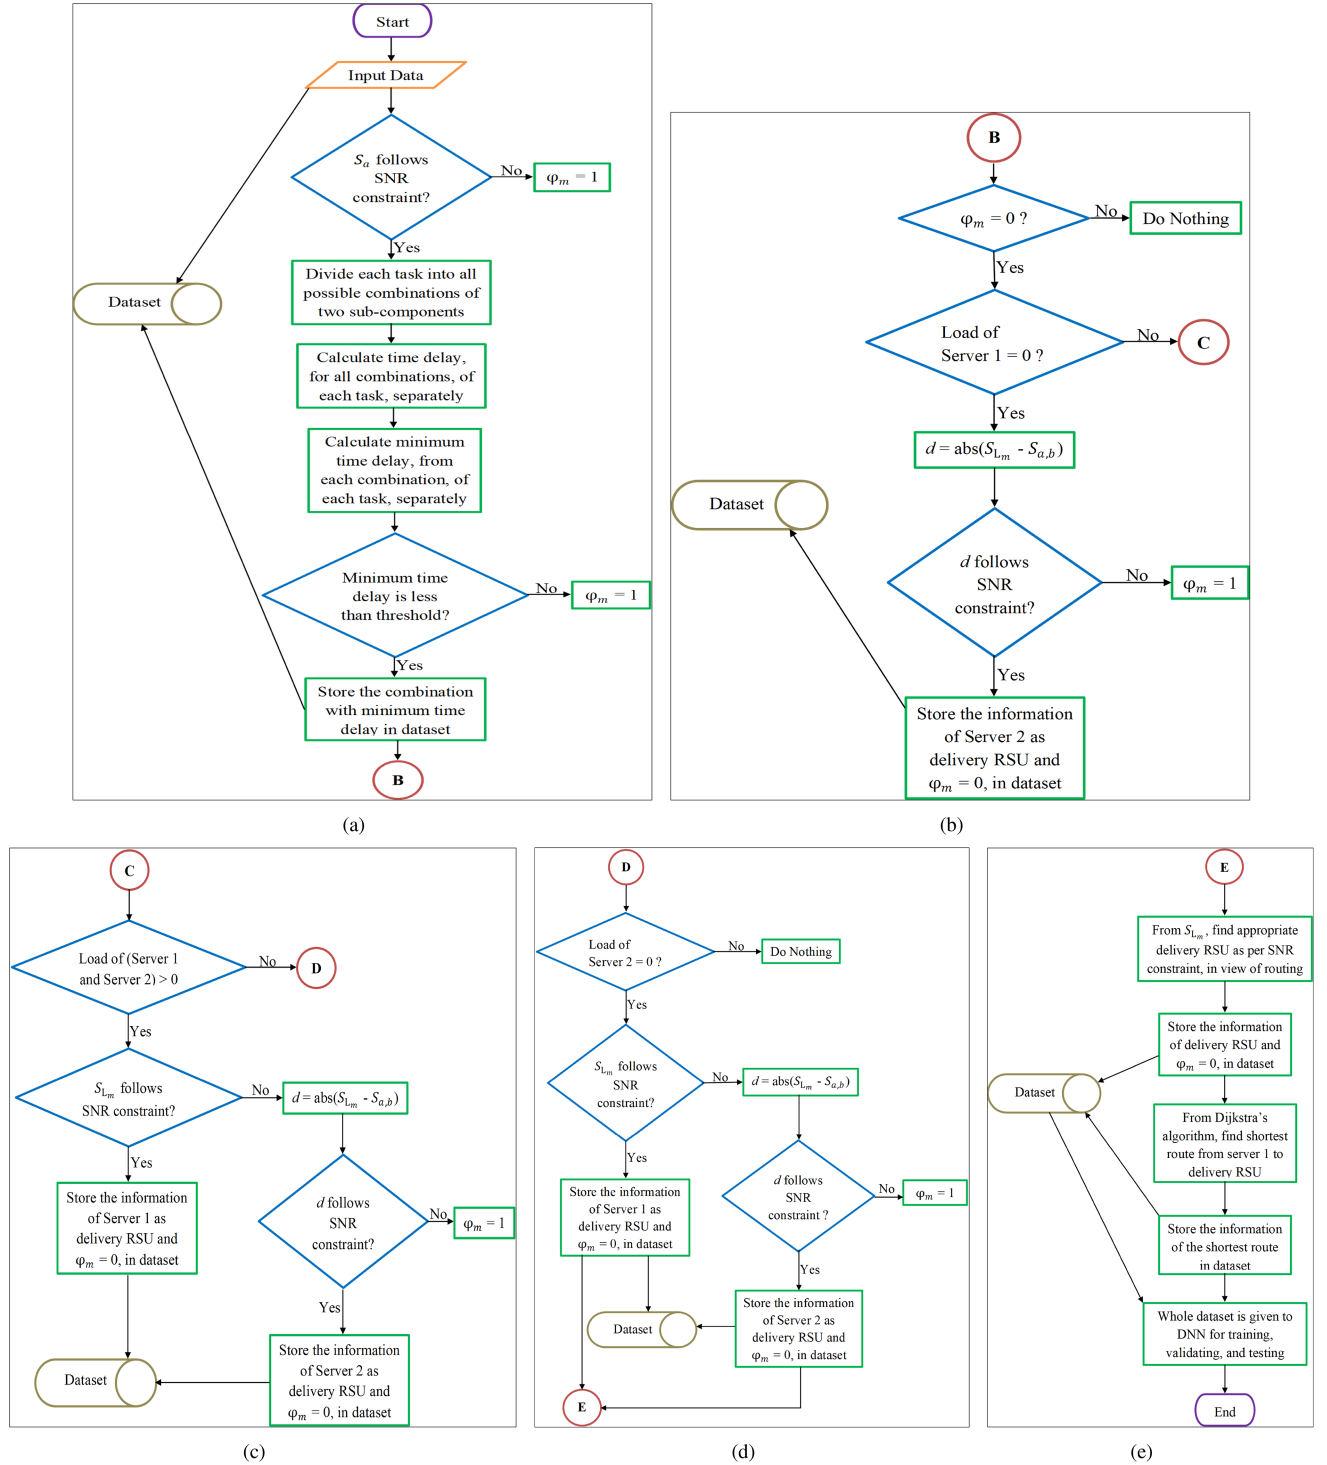 Start
Input Data
𝑆ₐ follows
SNR
constraint?
No
φ𝑚 = 1
Yes
Divide each task into all
possible combinations of
two sub-components
Dataset
Calculate time delay,
for all combinations, of
each task, separately
Calculate minimum
time delay, from
each combination, of
each task, separately
Minimum time
delay is less
than threshold?
No
φ𝑚 = 1
Yes
Store the combination
with minimum time
delay in dataset
B
(a)
B
φ𝑚 = 0 ?
No
Do Nothing
Yes
Load of
Server 1 = 0 ?
No
C
Yes
d = abs(S_L𝑚 - S_a,b)
Dataset
d follows
SNR
constraint?
No
φ𝑚 = 1
Yes
Store the information
of Server 2 as
delivery RSU and
φ𝑚 = 0, in dataset
(b)
C
Load of (Server 1
and Server 2) > 0
No
D
Yes
S_L𝑚 follows
SNR constraint?
No
d = abs(S_L𝑚 - S_a,b)
Yes
Store the information
of Server 1 as
delivery RSU and
φ𝑚 = 0, in dataset
d follows
SNR
constraint?
No
φ𝑚 = 1
Yes
Store the information
of Server 2 as
delivery RSU and
φ𝑚 = 0, in dataset
Dataset
(c)
D
Load of
Server 2 = 0 ?
No
Do Nothing
Yes
S_L𝑚 follows
SNR
constraint?
No
d = abs(S_L𝑚 - S_a,b)
Yes
Store the information
of Server 1 as
delivery RSU and
φ𝑚 = 0, in dataset
d follows
SNR
constraint ?
No
φ𝑚 = 1
Yes
Store the information
of Server 2 as
delivery RSU and
φ𝑚 = 0, in dataset
Dataset
E
(d)
E
From S_L𝑚, find appropriate
delivery RSU as per SNR
constraint, in view of routing
Store the information
of delivery RSU and
φ𝑚 = 0, in dataset
Dataset
From Dijkstra's
algorithm, find shortest
route from server 1 to
delivery RSU
Store the information
of the shortest route
in dataset
Whole dataset is given to
DNN for training,
validating, and testing
End
(e)